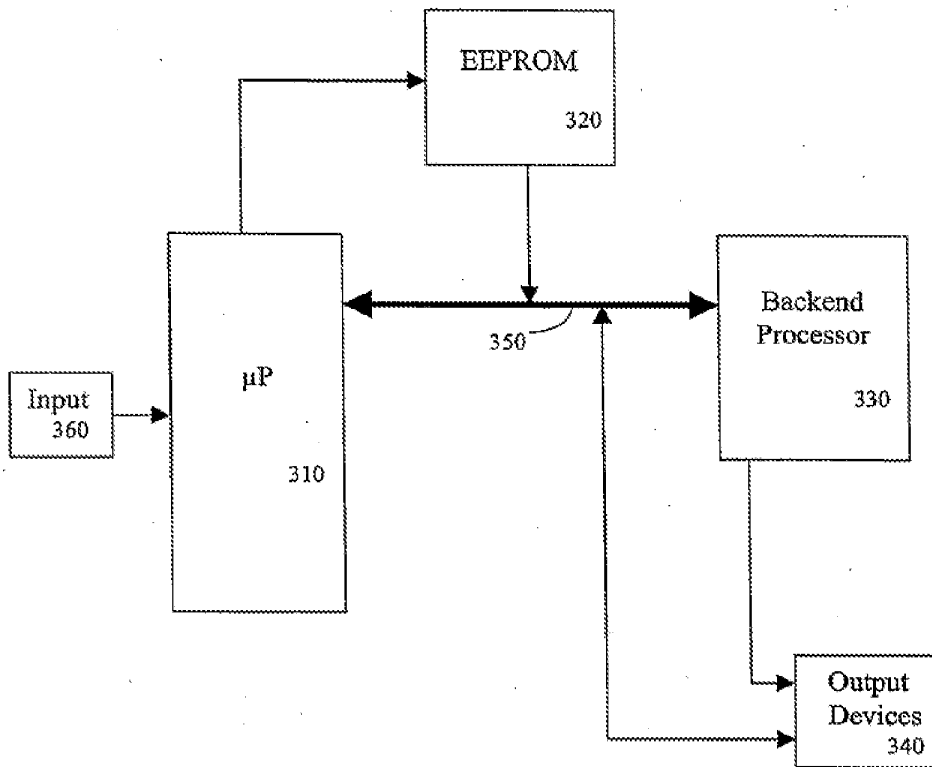 EEPROM
320
Backend
Processor
330
350
µP
310
Input
360
Output
Devices
340